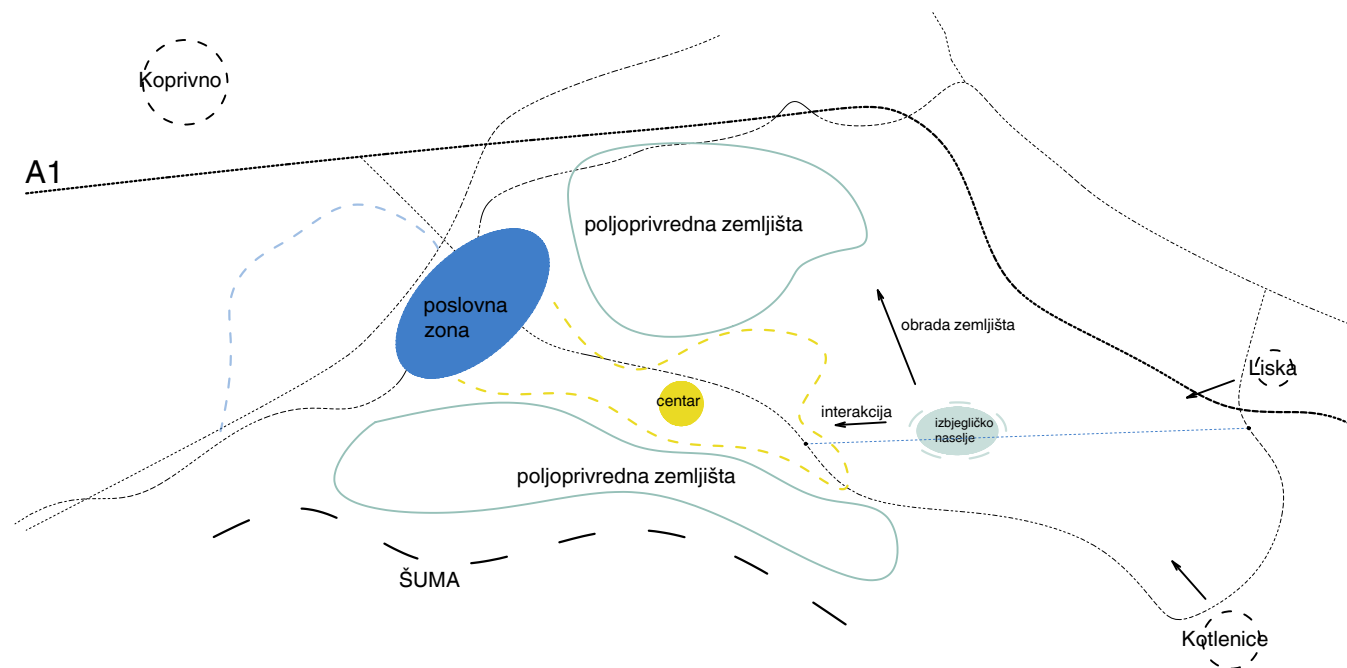 Koprivno
A1
poljoprivredna zemljišta
poslovna
zona
obrada zemljišta
Liska
centar
interakcija
izbjegličko
naselje
poljoprivredna zemljišta
ŠUMA
Kotlenice